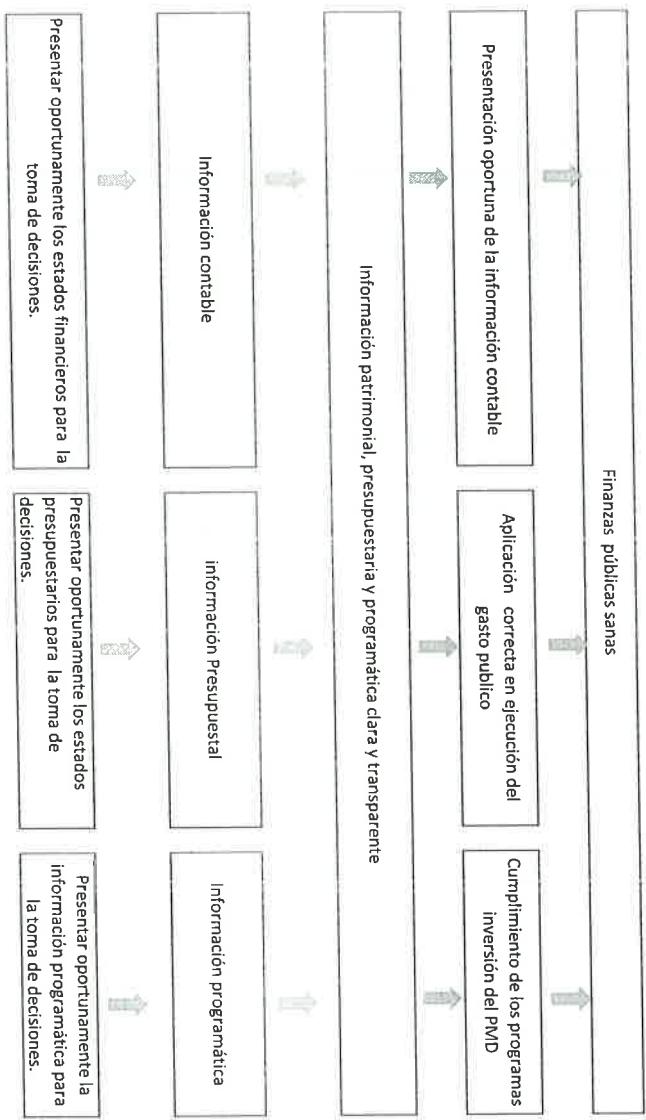 Finanzas públicas sanas
Presentación oportuna de la información contable
Aplicación correcta en ejecución del
gasto publico
Cumplimiento de los programas
inversión del PMD
Información patrimonial, presupuestaria y programática clara y transparente
Información contable
información Presupuestal
Información programática
Presentar oportunamente los estados financieros para la
toma de decisiones.
Presentar oportunamente los estados
presupuestarios para la toma de
decisiones.
Presentar oportunamente la
información programática para
la toma de decisiones.